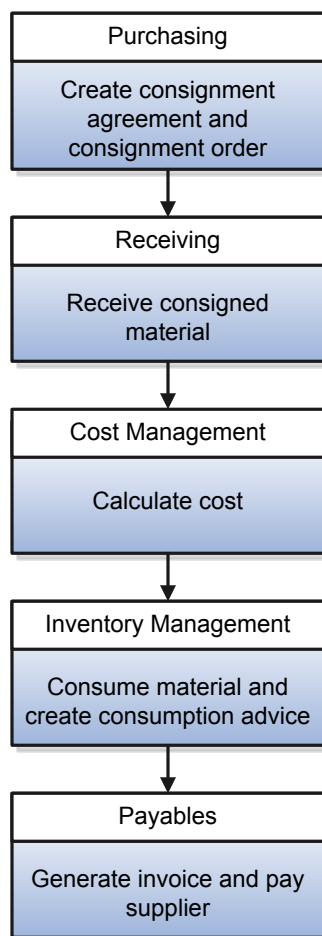 Purchasing
Create consignment
agreement and
consignment order
Receiving
Receive consigned
material
Cost Management
Calculate cost
Inventory Management
Consume material and
create consumption advice
Payables
Generate invoice and pay
supplier